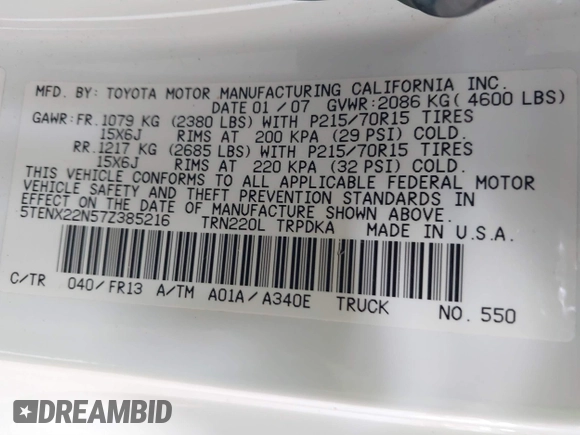 MFD. BY: TOYOTA MOTOR MANUFACTURING CALIFORNIA INC.
DATE 01/07 GVWR:2086 KG( 4600 LBS)
GAWR:FR.1079 KG (2380 LBS) WITH P215/70R15 TIRES
15X6J RIMS AT 200 KPA (29 PSI) COLD.
RR.1217 KG (2685 LBS) WITH P215/70R15 TIRES
15X6J RIMS AT 220 KPA (32 PSI) COLD.
THIS VEHICLE CONFORMS TO ALL APPLICABLE FEDERAL MOTOR
VEHICLE SAFETY AND THEFT PREVENTION STANDARDS IN
EFFECT ON THE DATE OF MANUFACTURE SHOWN ABOVE.
5TENX22N57Z385216 TRN220L TRPDKA MADE IN U.S.A.
C/TR 040/FR13 A/TM A01A/A340E TRUCK NO. 550
DREAMBID